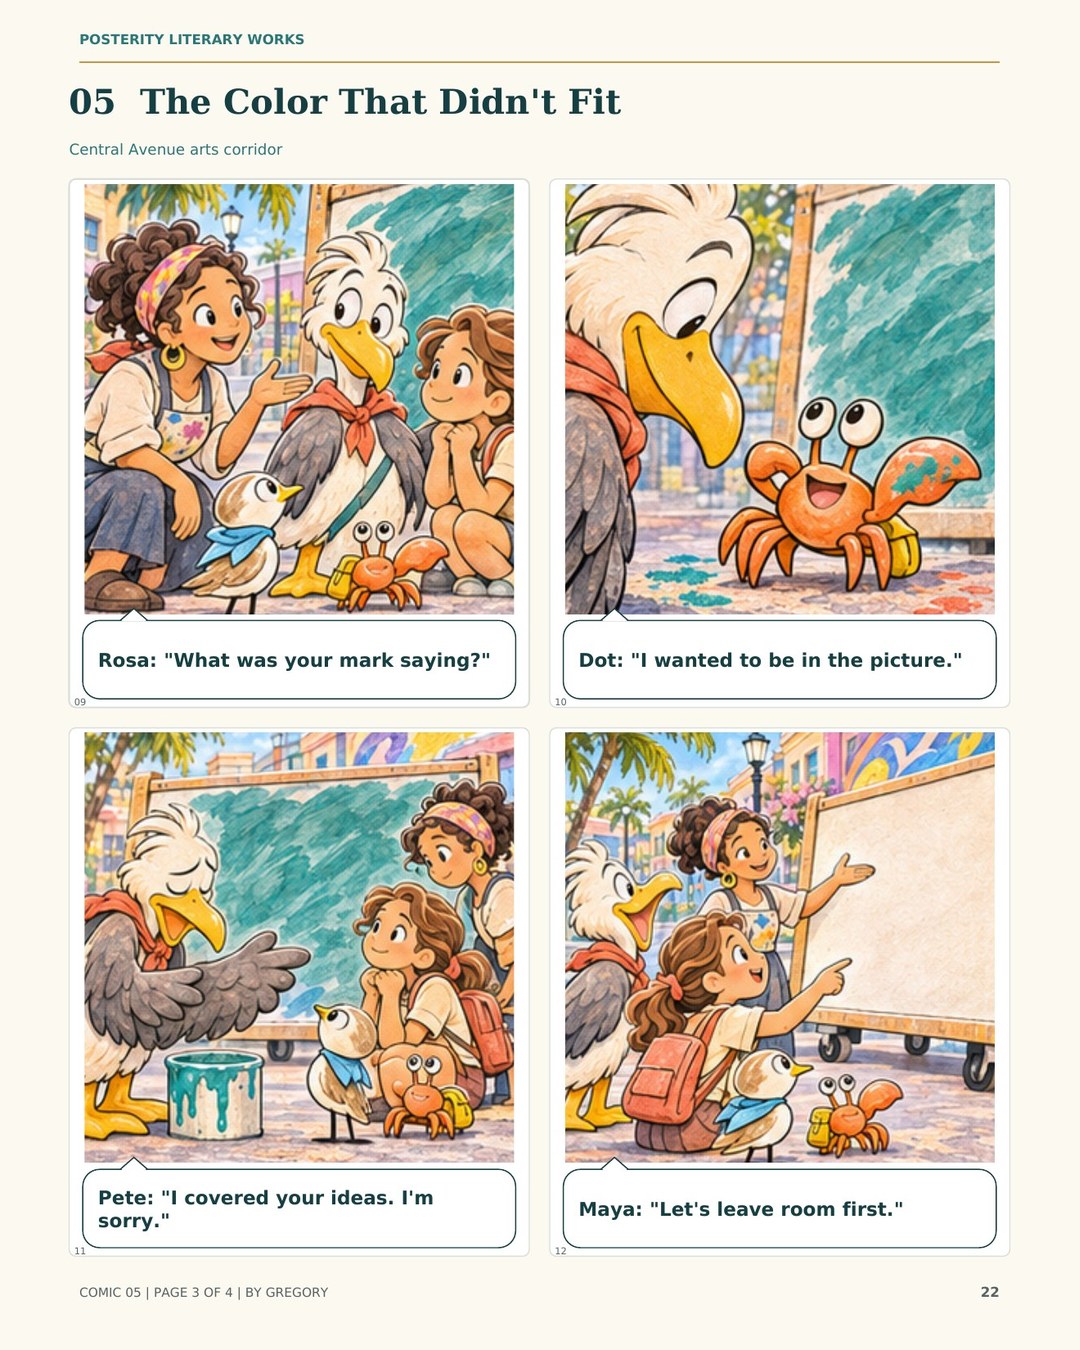 POSTERITY LITERARY WORKS
05 The Color That Didn't Fit
Central Avenue arts corridor
Rosa: "What was your mark saying?"
09
Dot: "I wanted to be in the picture."
10
Pete: "I covered your ideas. I'm
sorry."
11
Maya: "Let's leave room first."
12
COMIC 05 | PAGE 3 OF 4 | BY GREGORY
22